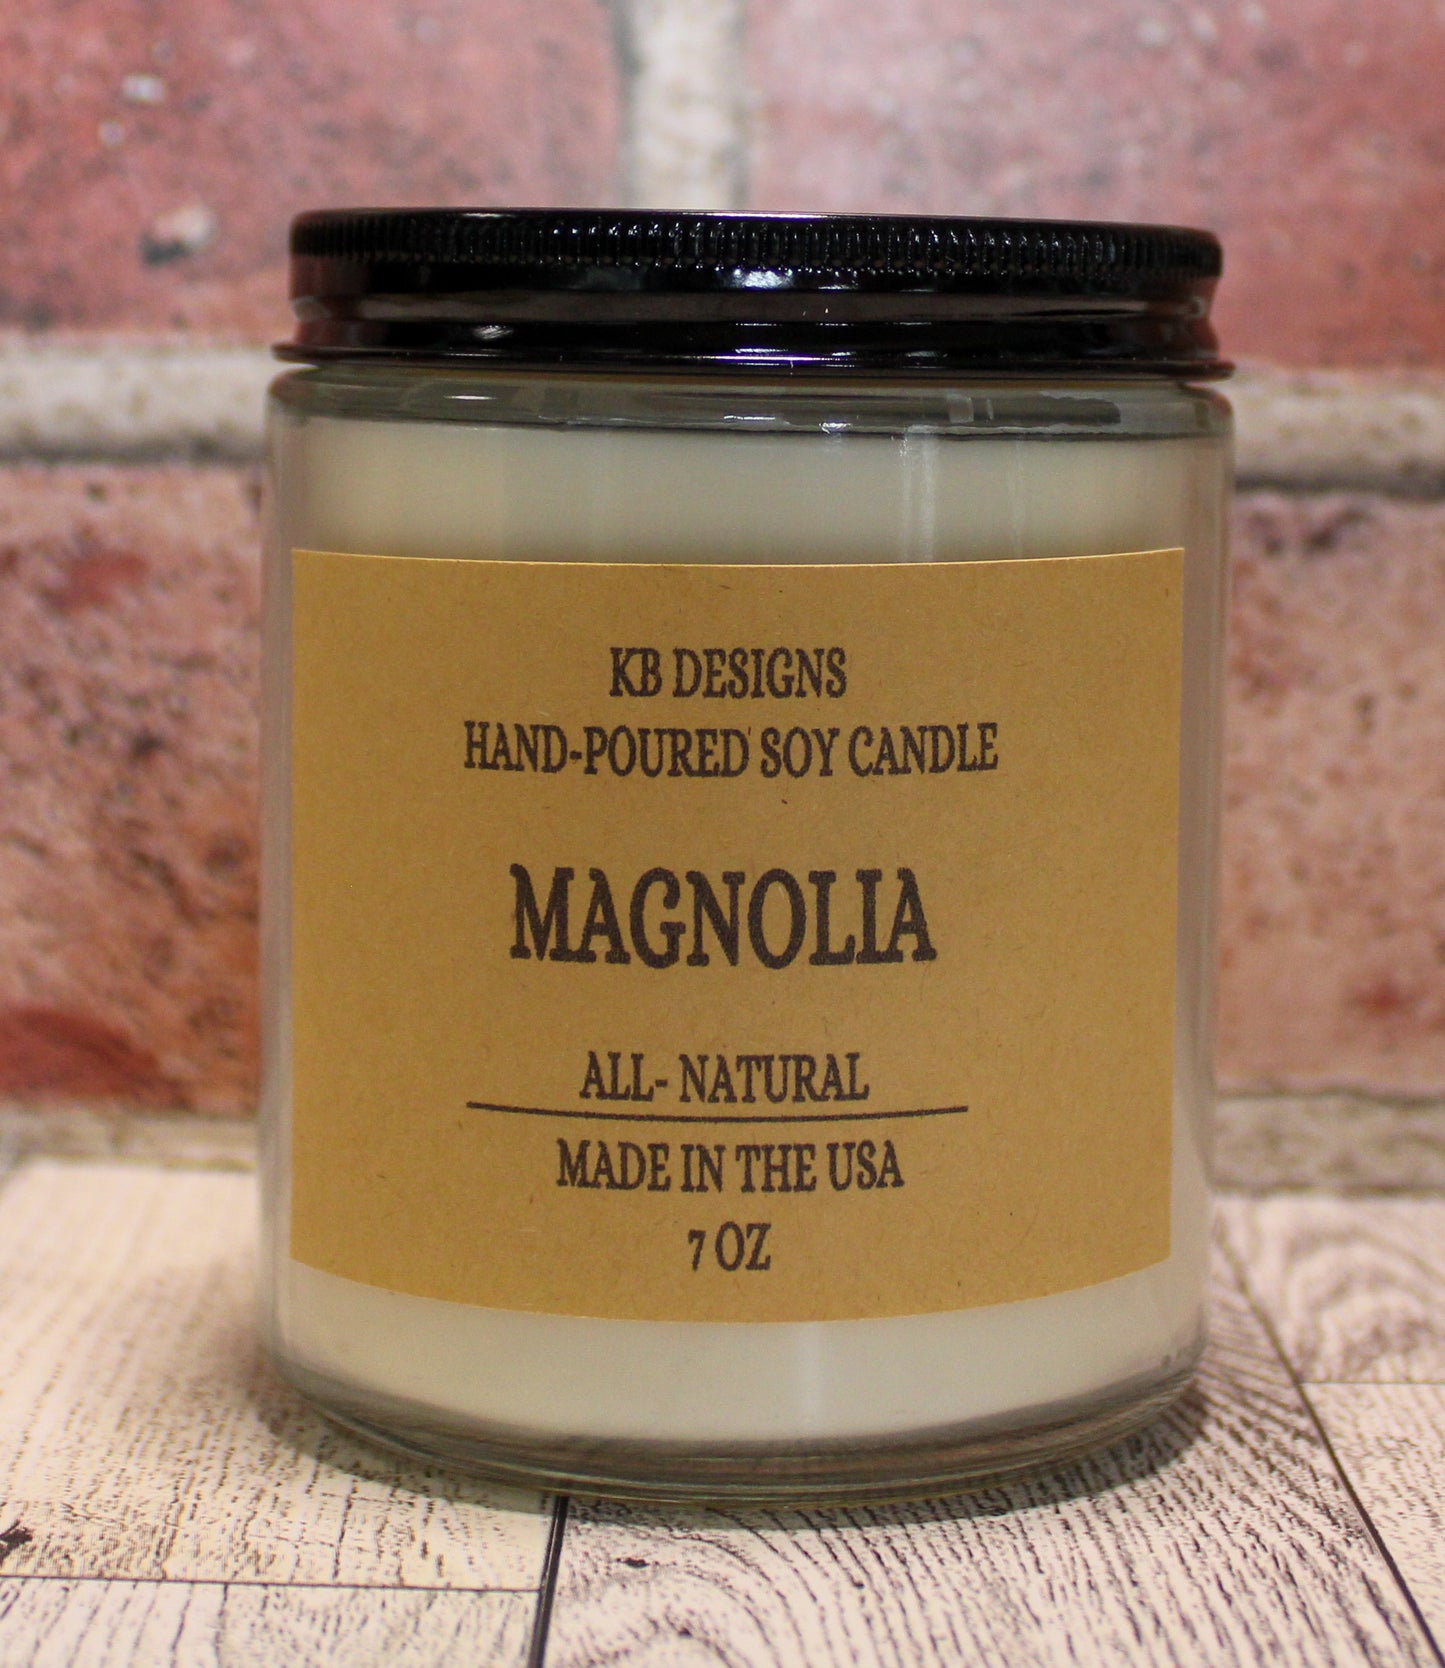 KB DESIGNS
HAND-POURED SOY CANDLE
MAGNOLIA
ALL- NATURAL
MADE IN THE USA
7 OZ